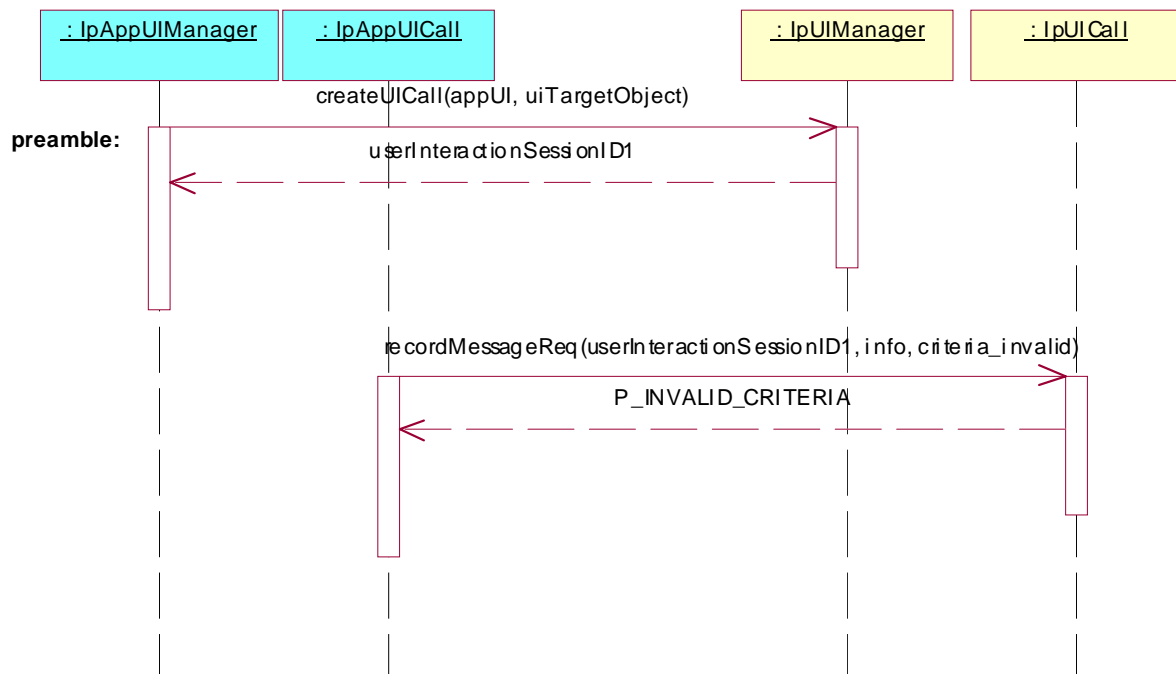 : IpAppUIManager
: IpAppUICall
: IpUIManager
: IpUICall
createUICall(appUI, uiTargetObject)
preamble:
userInteractionSessionID1
recordMessageReq(userInteractionSessionID1, info, criteria_invalid)
P_INVALID_CRITERIA